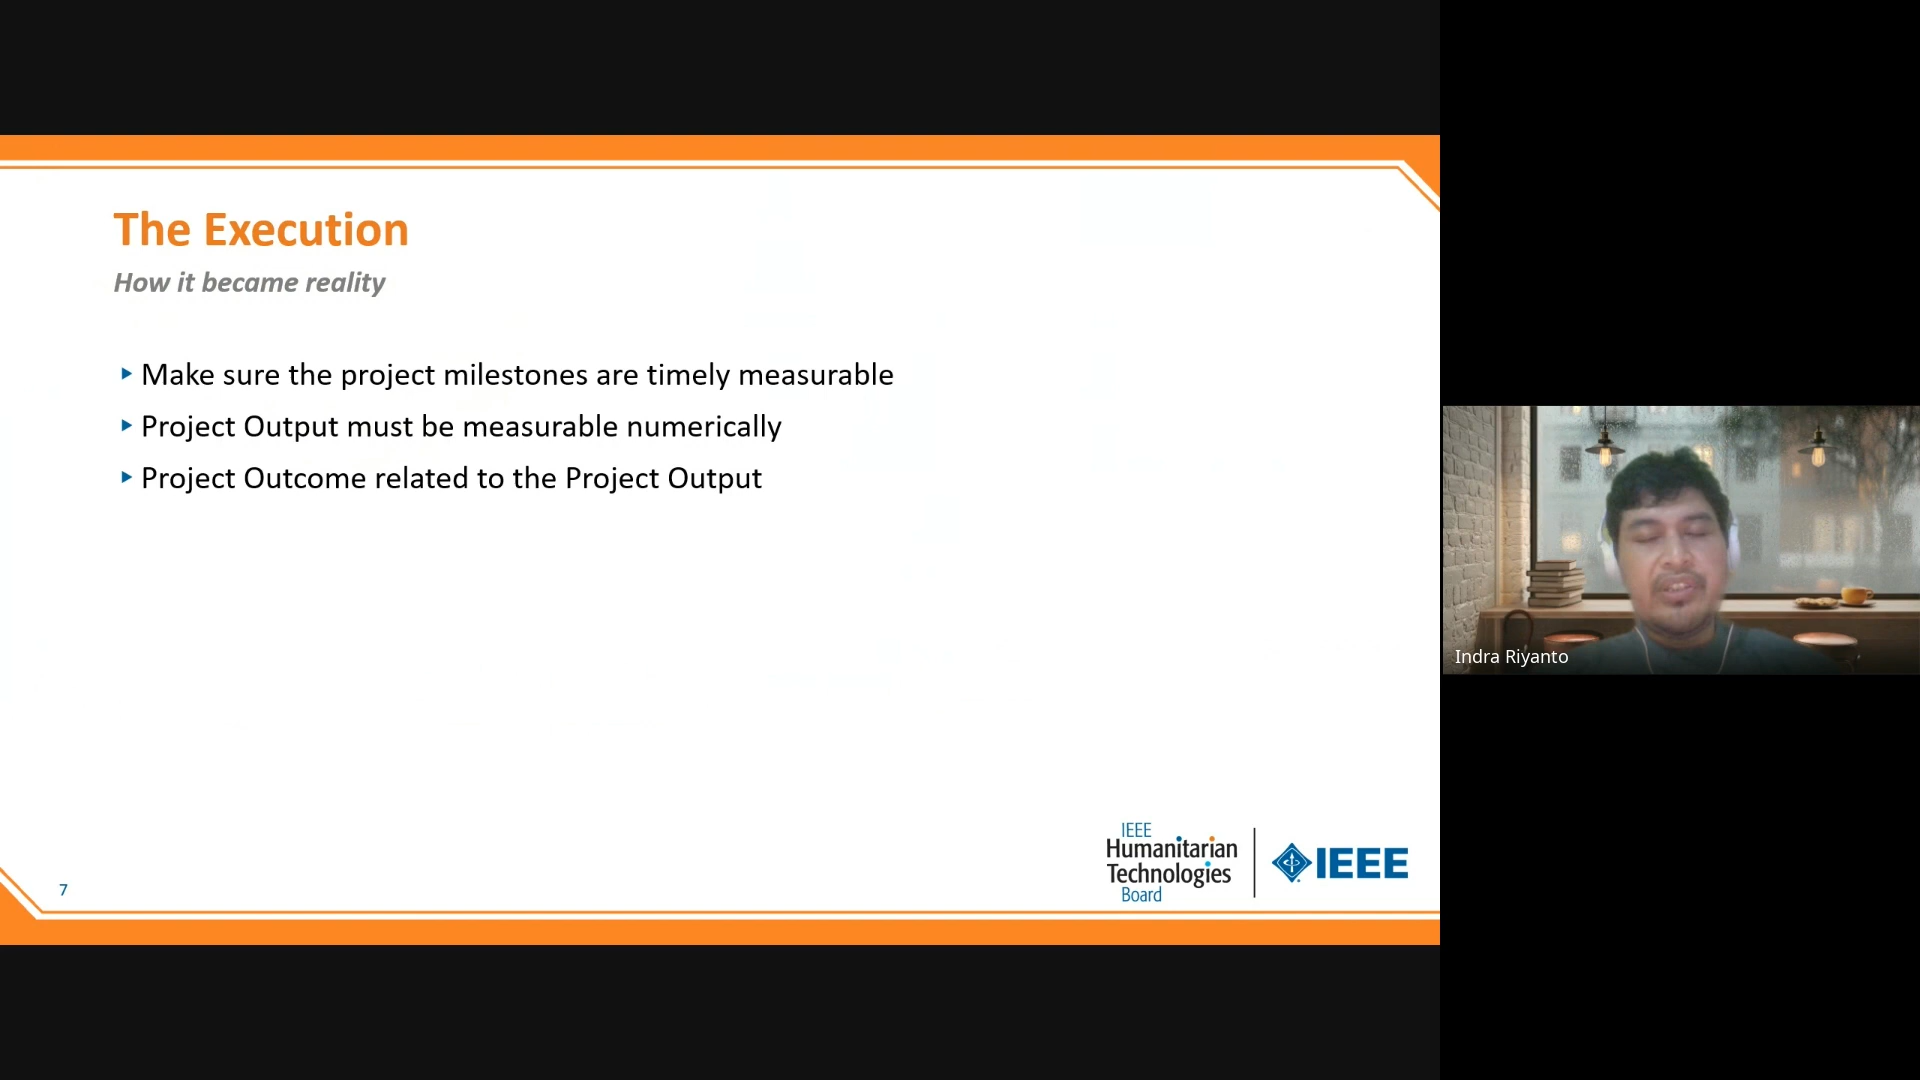 The Execution
How it became reality
Make sure the project milestones are timely measurable
Project Output must be measurable numerically
Project Outcome related to the Project Output
Indra Riyanto
IEEE
Humanitarian
Technologies
Board
IEEE
7